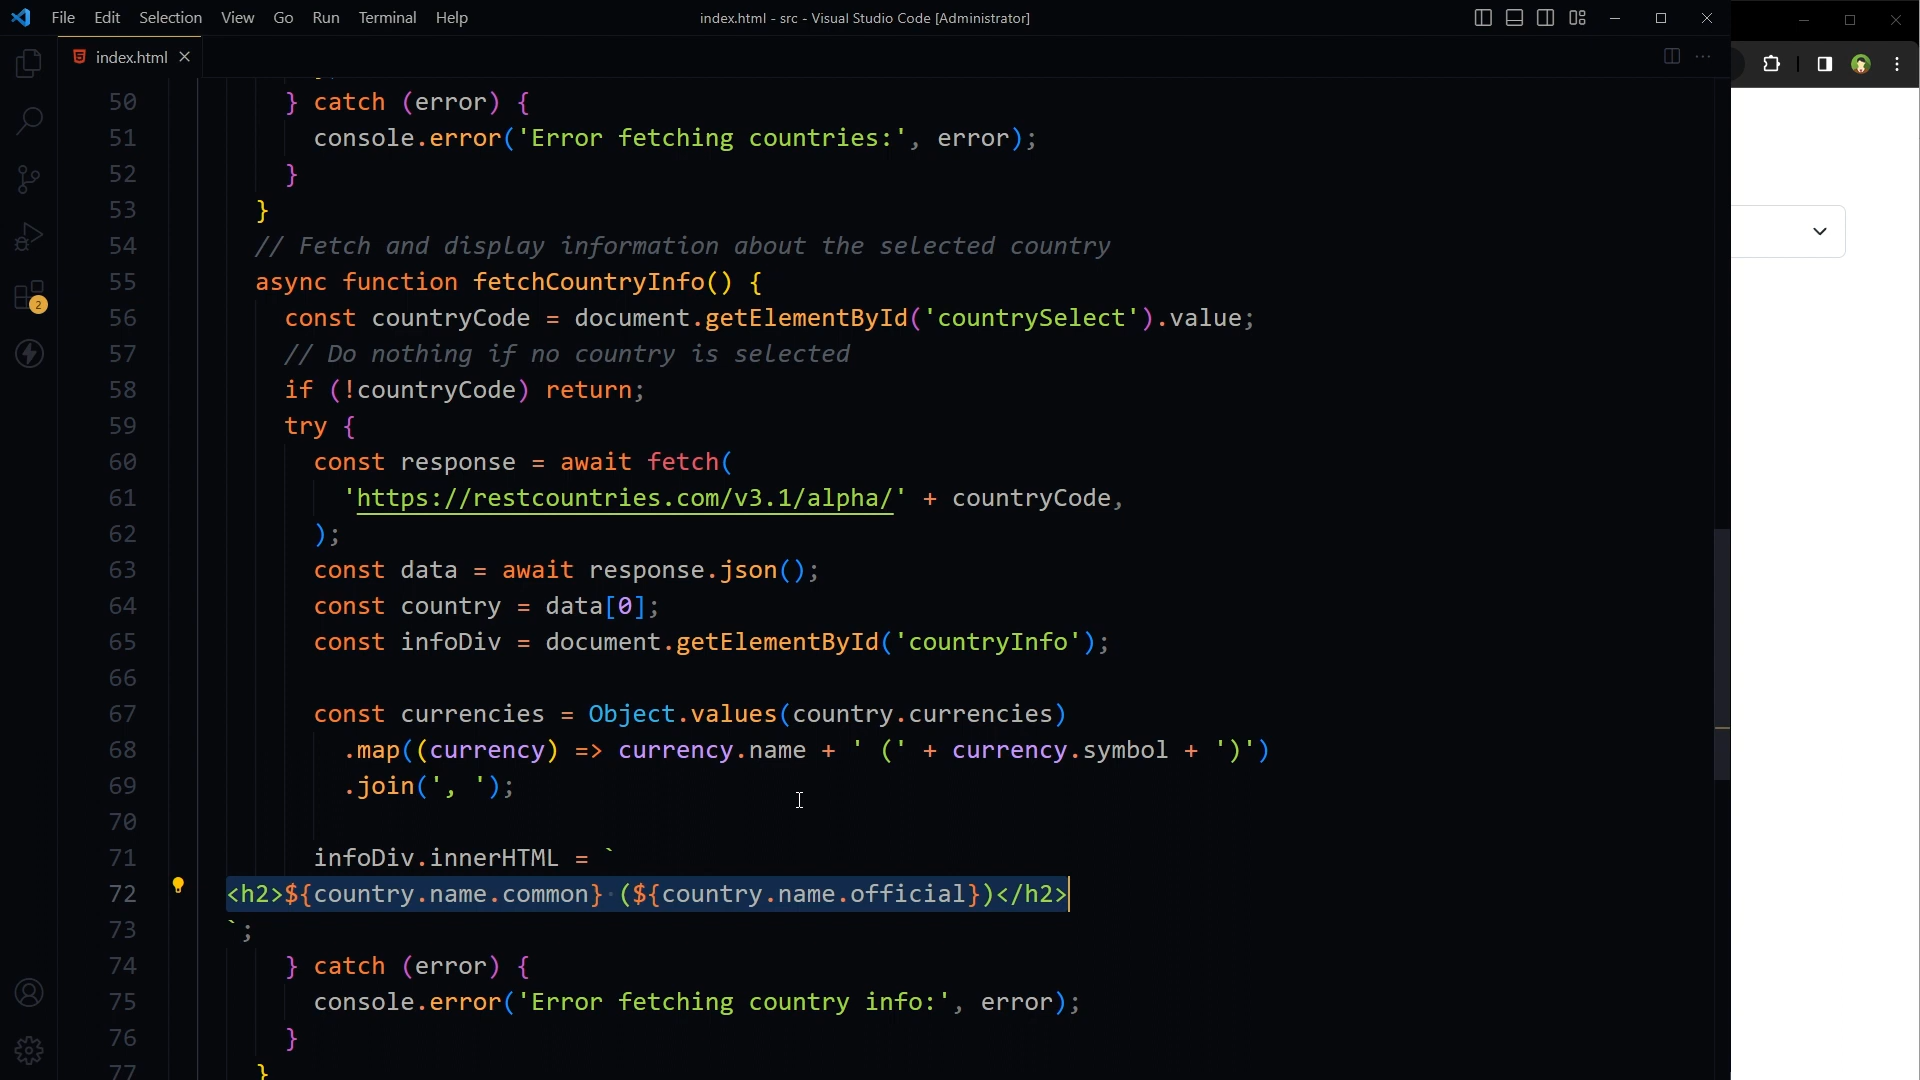 File Edit Selection View Go Run Terminal Help
index.html - src - Visual Studio Code [Administrator]
index.html
50 } catch (error) {
51 console.error('Error fetching countries:', error);
52 }
53 }
54 // Fetch and display information about the selected country
55 async function fetchCountryInfo() {
56 const countryCode = document.getElementById('countrySelect').value;
57 // Do nothing if no country is selected
58 if (!countryCode) return;
59 try {
60 const response = await fetch(
61 'https://restcountries.com/v3.1/alpha/' + countryCode,
62 );
63 const data = await response.json();
64 const country = data[0];
65 const infoDiv = document.getElementById('countryInfo');
66
67 const currencies = Object.values(country.currencies)
68 .map((currency) => currency.name + ' (' + currency.symbol + ')')
69 .join(', ');
70
71 infoDiv.innerHTML = `
72 <h2>${country.name.common} (${country.name.official})</h2>
73 `;
74 } catch (error) {
75 console.error('Error fetching country info:', error);
76 }
77 }
2